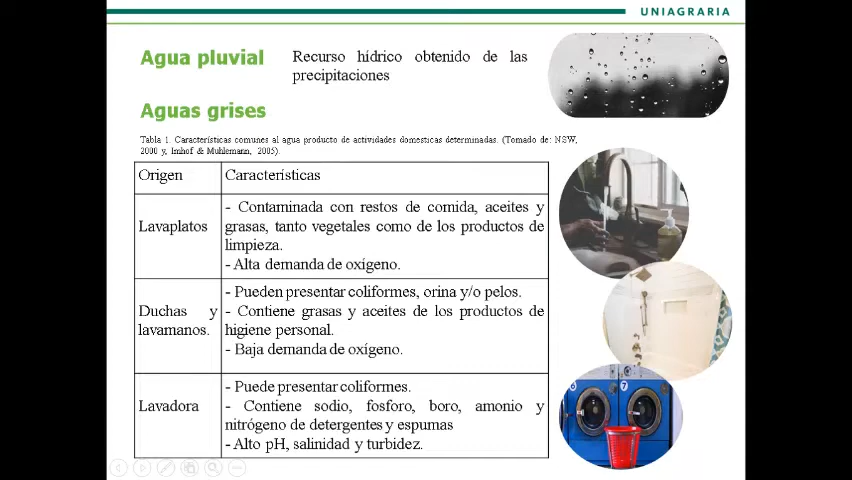 UNIAGRARIA
Agua pluvial
Recurso hídrico obtenido de las
precipitaciones
Aguas grises
Tabla 1. Características comunes al agua producto de actividades domesticas determinadas. (Tomado de: NSW,
2000 y, Imhof & Muhlemann, 2005).
Origen
Características
Lavaplatos
- Contaminada con restos de comida, aceites y
grasas, tanto vegetales como de los productos de
limpieza.
- Alta demanda de oxígeno.
Duchas y
lavamanos.
- Pueden presentar coliformes, orina y/o pelos.
- Contiene grasas y aceites de los productos de
higiene personal.
- Baja demanda de oxígeno.
Lavadora
- Puede presentar coliformes.
- Contiene sodio, fosforo, boro, amonio y
nitrógeno de detergentes y espumas
- Alto pH, salinidad y turbidez.
6
7